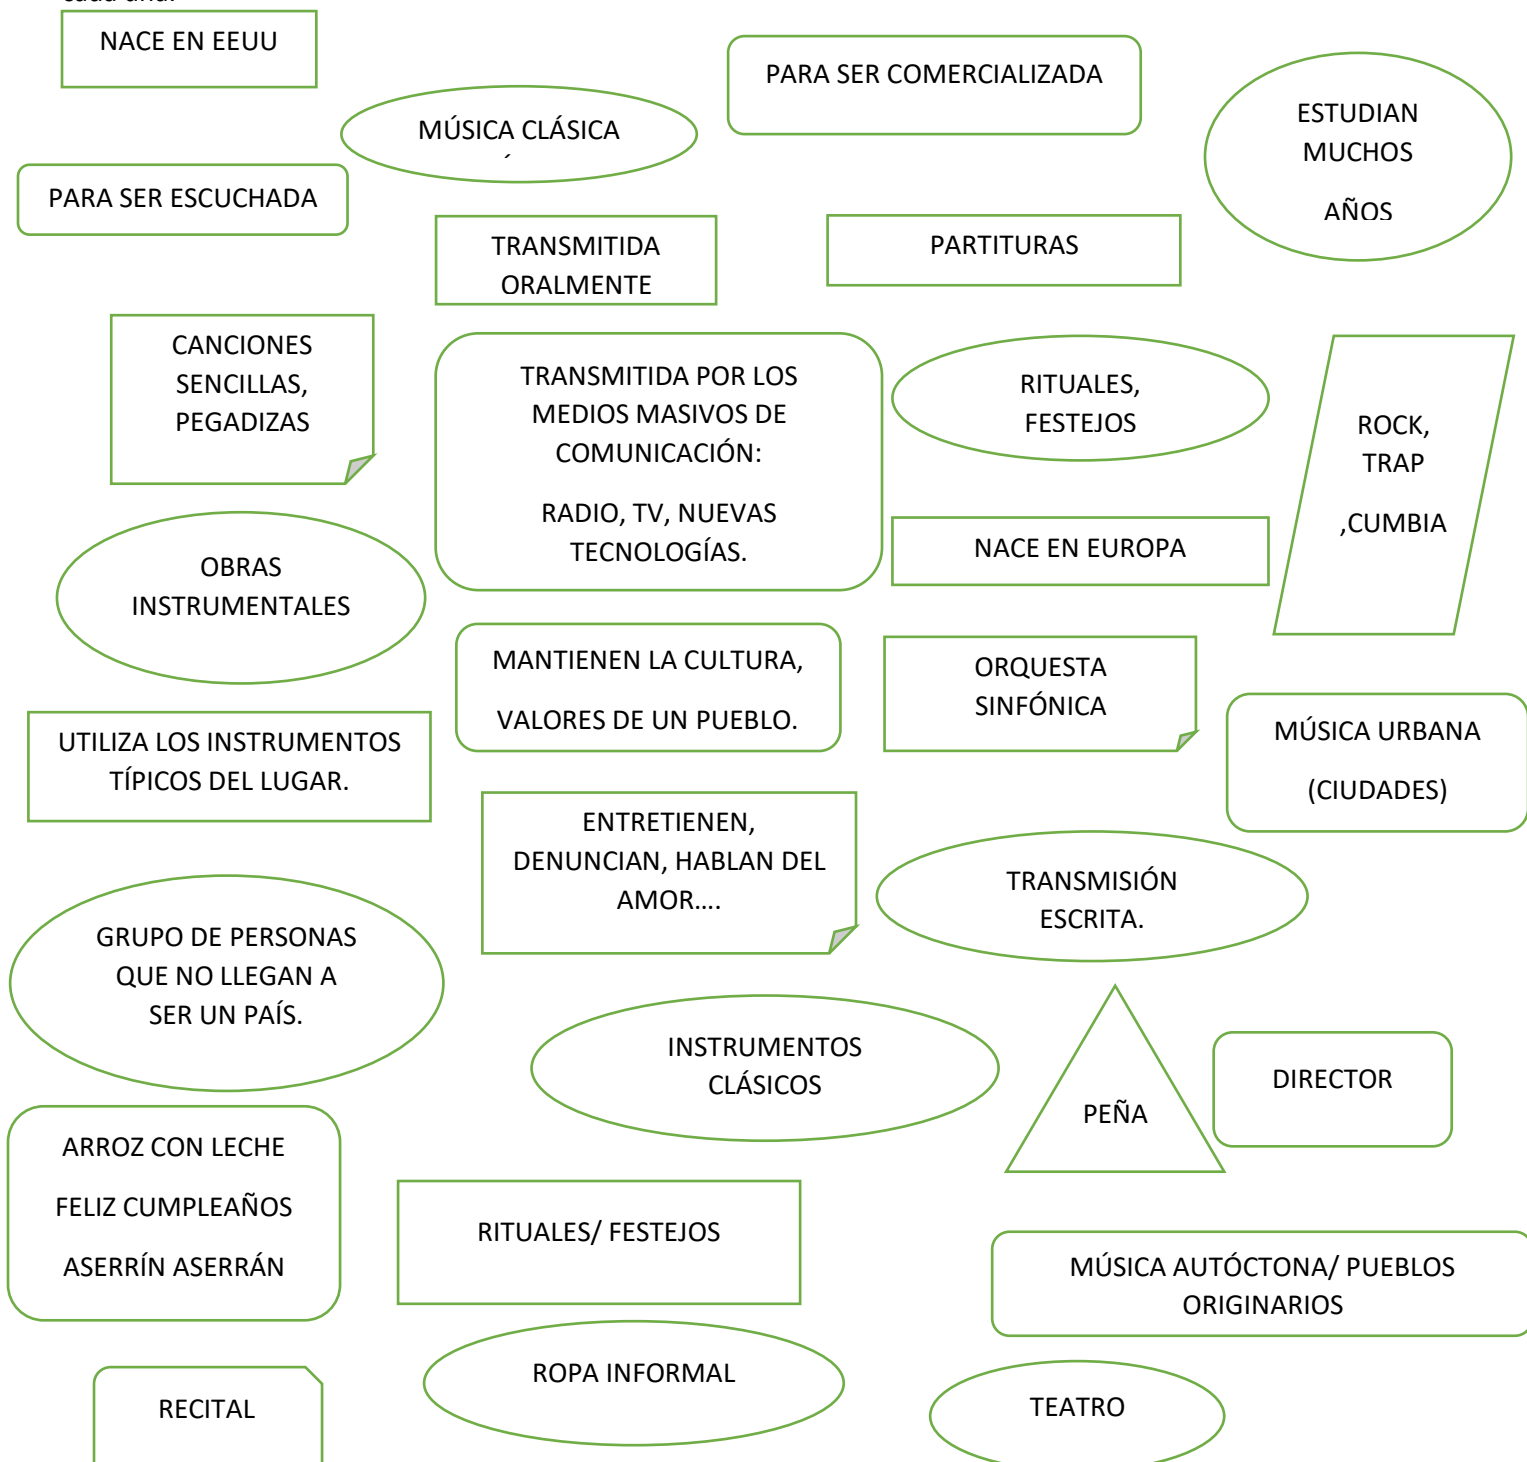 NACE EN EEUU
PARA SER COMERCIALIZADA
MÚSICA CLÁSICA
ESTUDIAN
MUCHOS
AÑOS
PARA SER ESCUCHADA
TRANSMITIDA
ORALMENTE
PARTITURAS
CANCIONES
SENCILLAS,
PEGADIZAS
TRANSMITIDA POR LOS
MEDIOS MASIVOS DE
COMUNICACIÓN:
RADIO, TV, NUEVAS
TECNOLOGÍAS.
RITUALES,
FESTEJOS
ROCK,
TRAP
,CUMBIA
NACE EN EUROPA
OBRAS
INSTRUMENTALES
MANTIENEN LA CULTURA,
VALORES DE UN PUEBLO.
ORQUESTA
SINFÓNICA
MÚSICA URBANA
(CIUDADES)
UTILIZA LOS INSTRUMENTOS
TÍPICOS DEL LUGAR.
ENTRETIENEN,
DENUNCIAN, HABLAN DEL
AMOR....
TRANSMISIÓN
ESCRITA.
GRUPO DE PERSONAS
QUE NO LLEGAN A
SER UN PAÍS.
INSTRUMENTOS
CLÁSICOS
PEÑA
DIRECTOR
ARROZ CON LECHE
FELIZ CUMPLEAÑOS
ASERRÍN ASERRÁN
RITUALES/ FESTEJOS
MÚSICA AUTÓCTONA/ PUEBLOS
ORIGINARIOS
ROPA INFORMAL
RECITAL
TEATRO